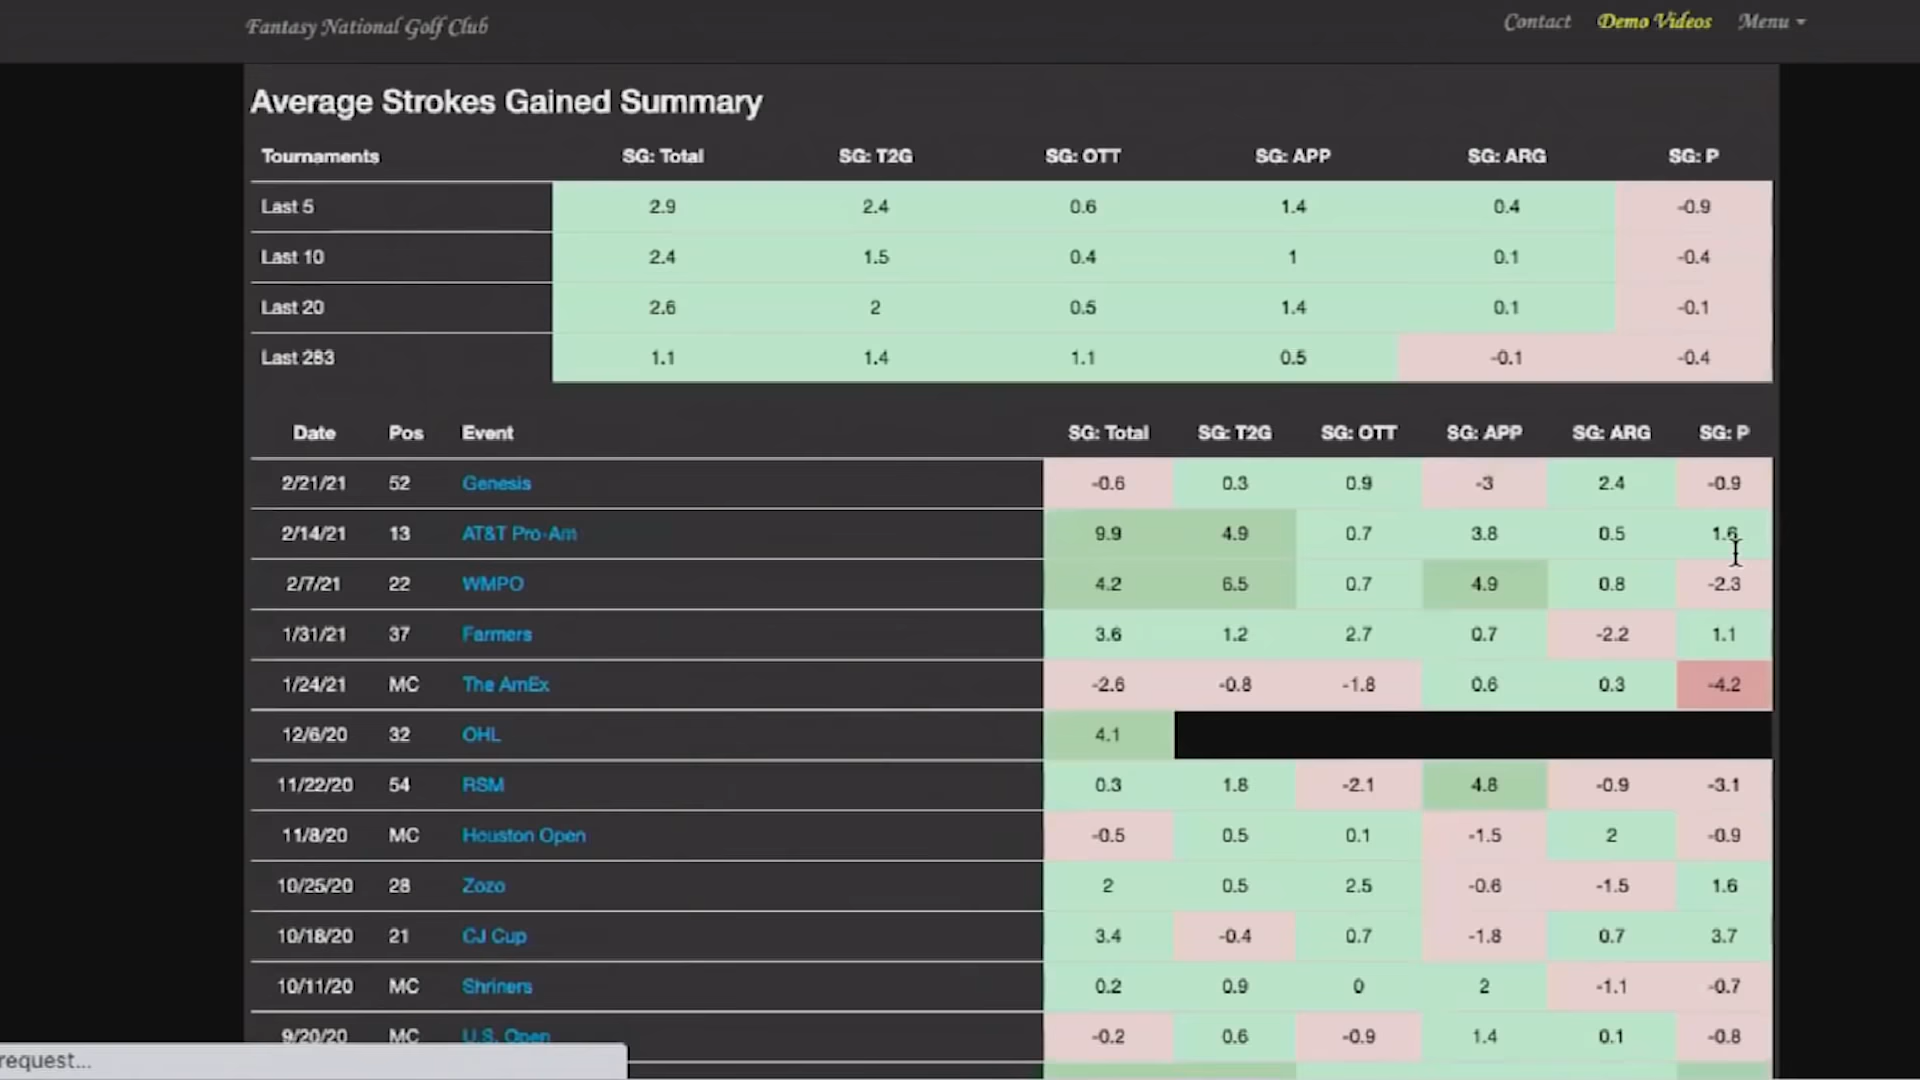 Fantasy National Golf Club Contact Demo Videos Menu
Average Strokes Gained Summary
Tournaments SG: Total SG: T2G SG: OTT SG: APP SG: ARG SG: P
Last 5 2.9 2.4 0.6 1.4 0.4 -0.9
Last 10 2.4 1.5 0.4 1 0.1 -0.4
Last 20 2.6 2 0.5 1.4 0.1 -0.1
Last 283 1.1 1.4 1.1 0.5 -0.1 -0.4
Date Pos Event SG: Total SG: T2G SG: OTT SG: APP SG: ARG SG: P
2/21/21 52 Genesis -0.6 0.3 0.9 -3 2.4 -0.9
2/14/21 13 AT&T Pro-Am 9.9 4.9 0.7 3.8 0.5 1.6
2/7/21 22 WMPO 4.2 6.5 0.7 4.9 0.8 -2.3
1/31/21 37 Farmers 3.6 1.2 2.7 0.7 -2.2 1.1
1/24/21 MC The AmEx -2.6 -0.8 -1.8 0.6 0.3 -4.2
12/6/20 32 OHL 4.1
11/22/20 54 RSM 0.3 1.8 -2.1 4.8 -0.9 -3.1
11/8/20 MC Houston Open -0.5 0.5 0.1 -1.5 2 -0.9
10/25/20 28 Zozo 2 0.5 2.5 -0.6 -1.5 1.6
10/18/20 21 CJ Cup 3.4 -0.4 0.7 -1.8 0.7 3.7
10/11/20 MC Shriners 0.2 0.9 0 2 -1.1 -0.7
9/20/20 MC U.S. Open -0.2 0.6 -0.9 1.4 0.1 -0.8
request...